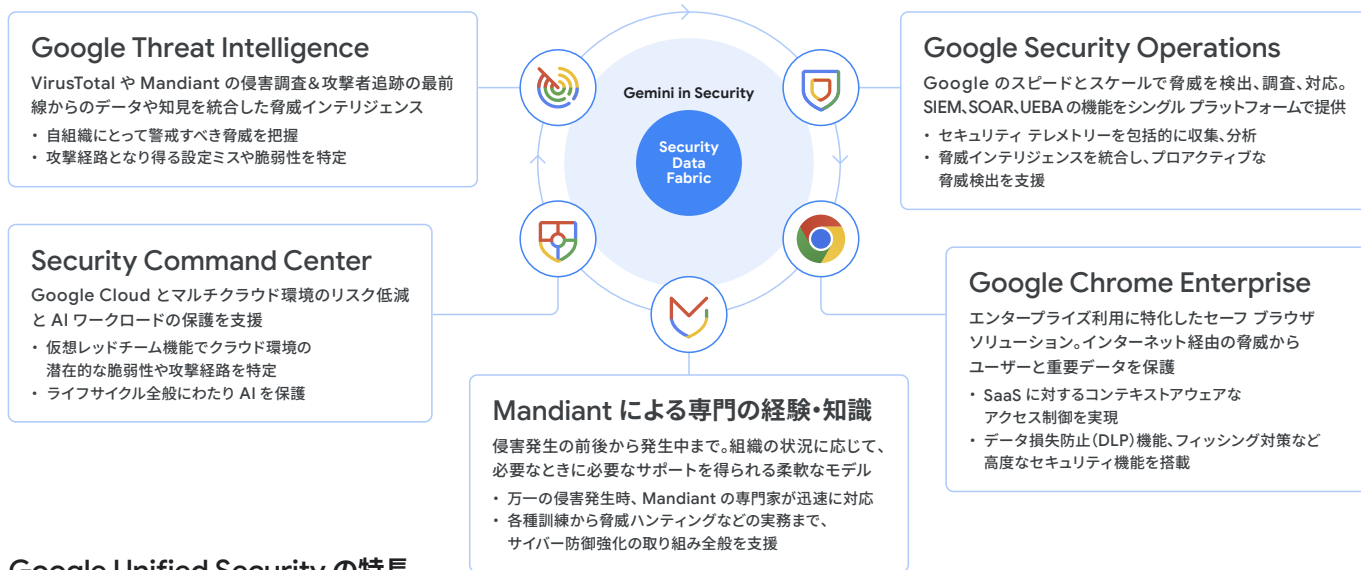 Google Threat Intelligence
VirusTotal や Mandiant の侵害調査&攻撃者追跡の最前
線からのデータや知見を統合した脅威インテリジェンス
・ 自組織にとって警戒すべき脅威を把握
・ 攻撃経路となり得る設定ミスや脆弱性を特定
Gemini in Security
Security
Data
Fabric
Google Security Operations
Google のスピードとスケールで脅威を検出、調査、対応。
SIEM、SOAR、UEBA の機能をシングル プラットフォームで提供
・ セキュリティ テレメトリーを包括的に収集、分析
・ 脅威インテリジェンスを統合し、プロアクティブな
脅威検出を支援
Security Command Center
Google Cloud とマルチクラウド環境のリスク低減
と AI ワークロードの保護を支援
・ 仮想レッドチーム機能でクラウド環境の
潜在的な脆弱性や攻撃経路を特定
・ ライフサイクル全般にわたり AI を保護
Google Chrome Enterprise
エンタープライズ利用に特化したセーフ ブラウザ
ソリューション。インターネット経由の脅威から
ユーザーと重要データを保護
・ SaaS に対するコンテキストアウェアな
アクセス制御を実現
・ データ損失防止(DLP)機能、フィッシング対策など
高度なセキュリティ機能を搭載
Mandiant による専門の経験・知識
侵害発生の前後から発生中まで。組織の状況に応じて、
必要なときに必要なサポートを得られる柔軟なモデル
・ 万一の侵害発生時、Mandiant の専門家が迅速に対応
・ 各種訓練から脅威ハンティングなどの実務まで、
サイバー防御強化の取り組み全般を支援
Google Unified Security の特長